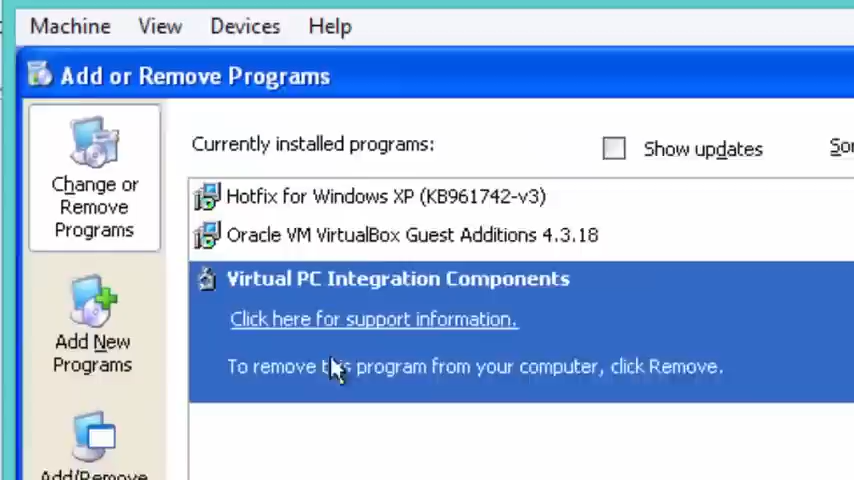 Machine View Devices Help
Add or Remove Programs
Change or
Remove
Programs
Currently installed programs:
Show updates
Hotfix for Windows XP (KB961742-v3)
Oracle VM VirtualBox Guest Additions 4.3.18
Virtual PC Integration Components
Click here for support information.
To remove this program from your computer, click Remove.
Add New
Programs
Add/Remove